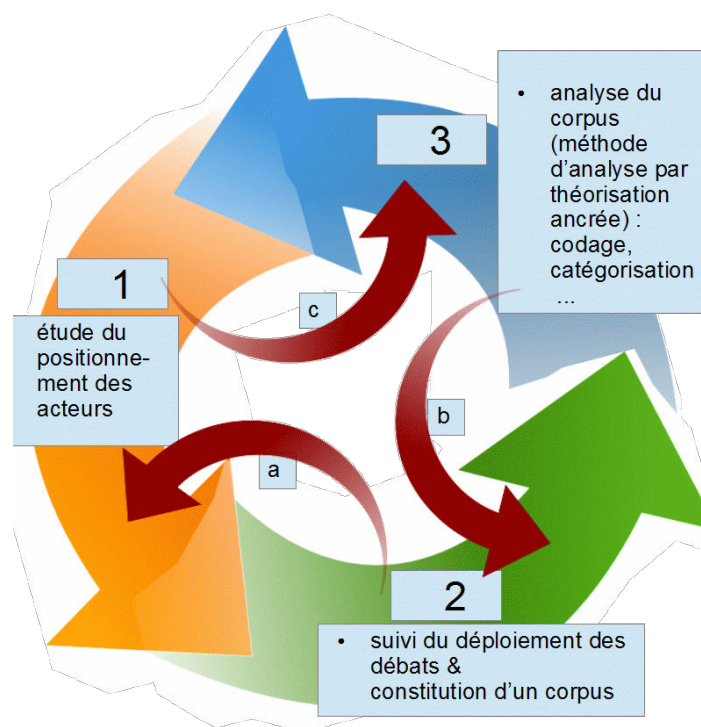 3
• analyse du
corpus
(méthode
d'analyse par
théorisation
ancrée) :
codage,
catégorisation
...
1
étude du
positionne-
ment des
acteurs
c
b
a
2
• suivi du déploiement des
débats &
constitution d'un corpus